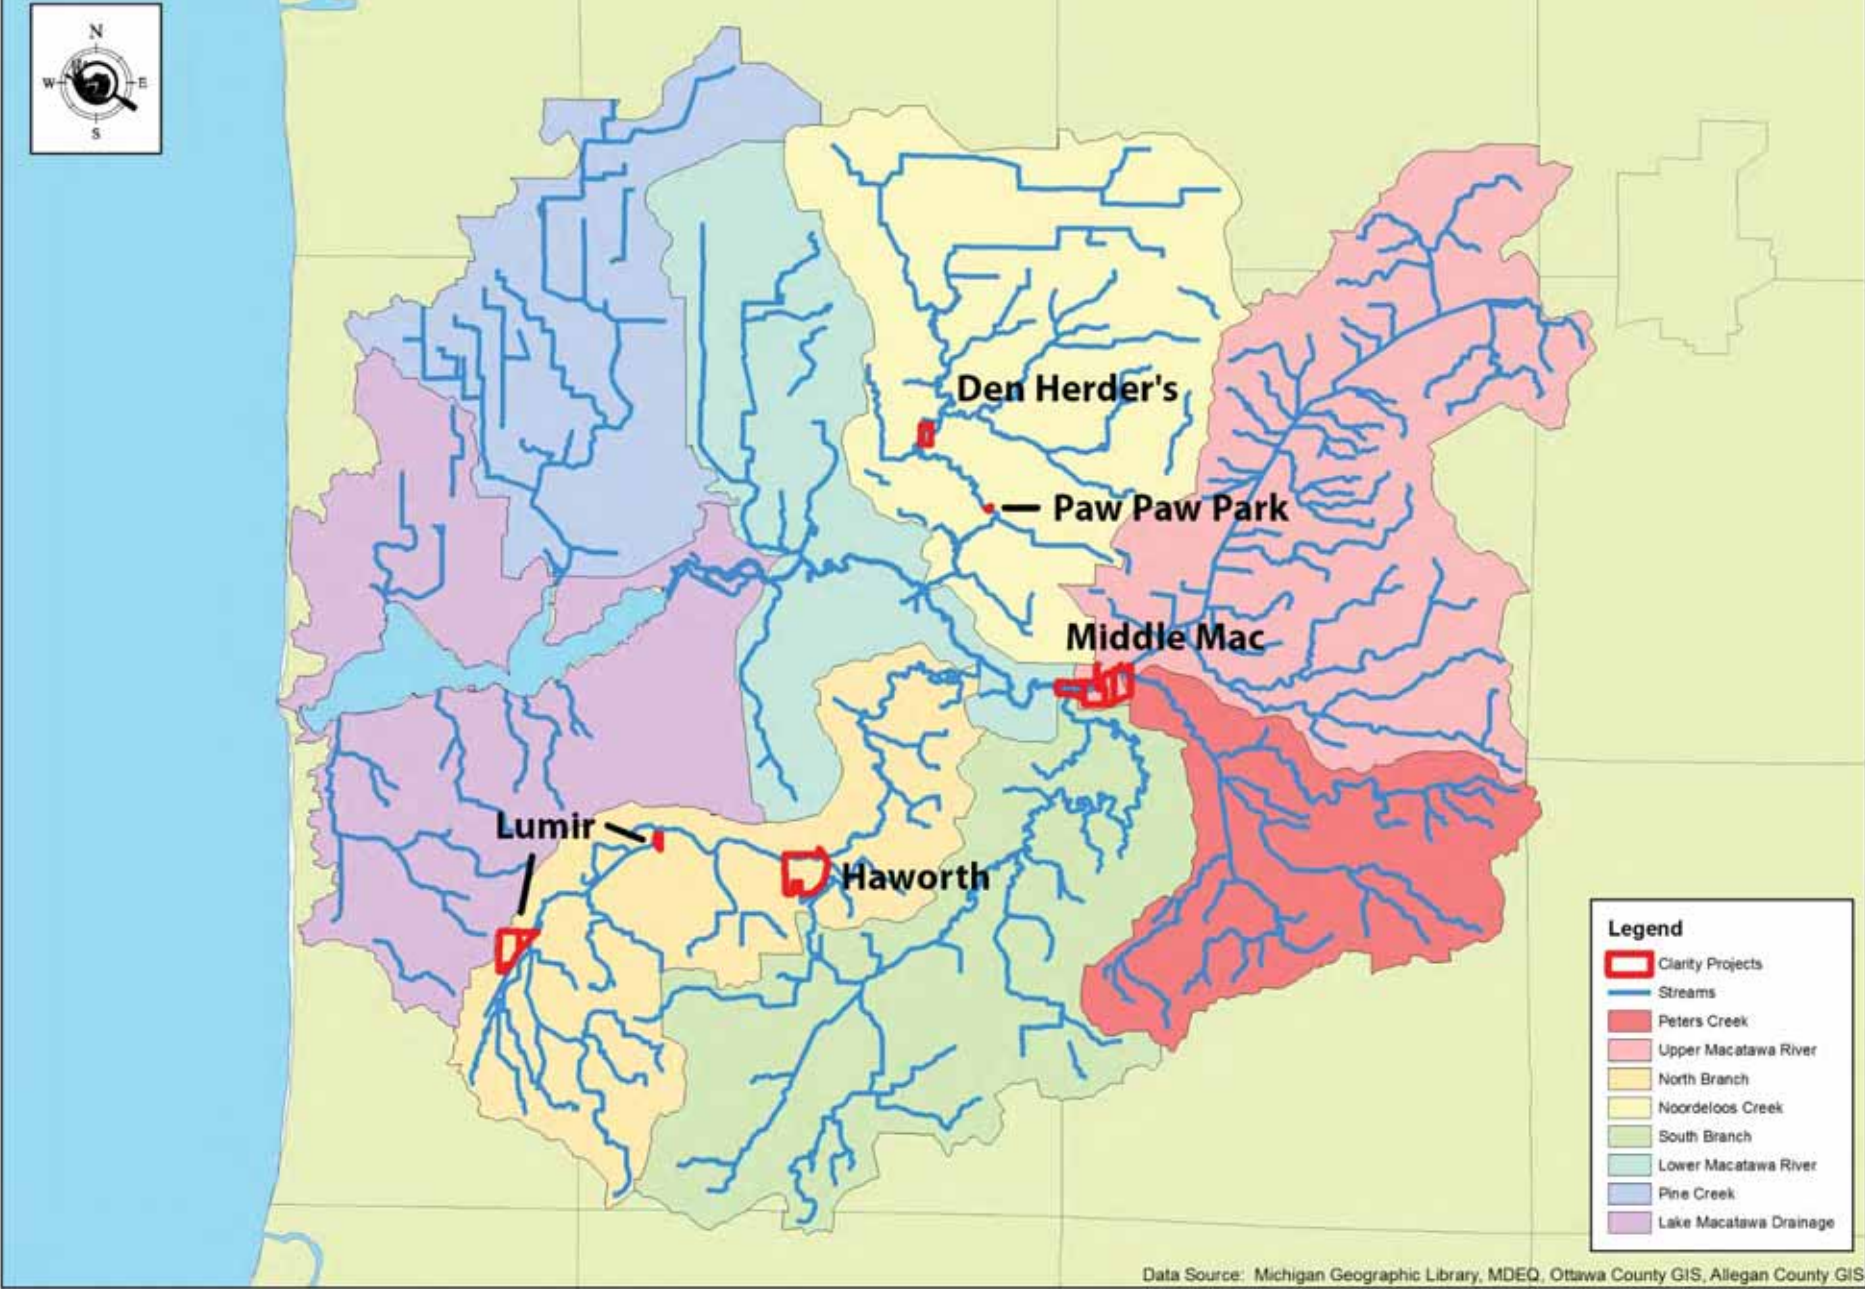 N
W E
S
Den Herder's
Paw Paw Park
Middle Mac
Lumir
Haworth
Legend
Clarity Projects
Streams
Peters Creek
Upper Macatawa River
North Branch
Noordeloos Creek
South Branch
Lower Macatawa River
Pine Creek
Lake Macatawa Drainage
Data Source: Michigan Geographic Library, MDEQ, Ottawa County GIS, Allegan County GIS